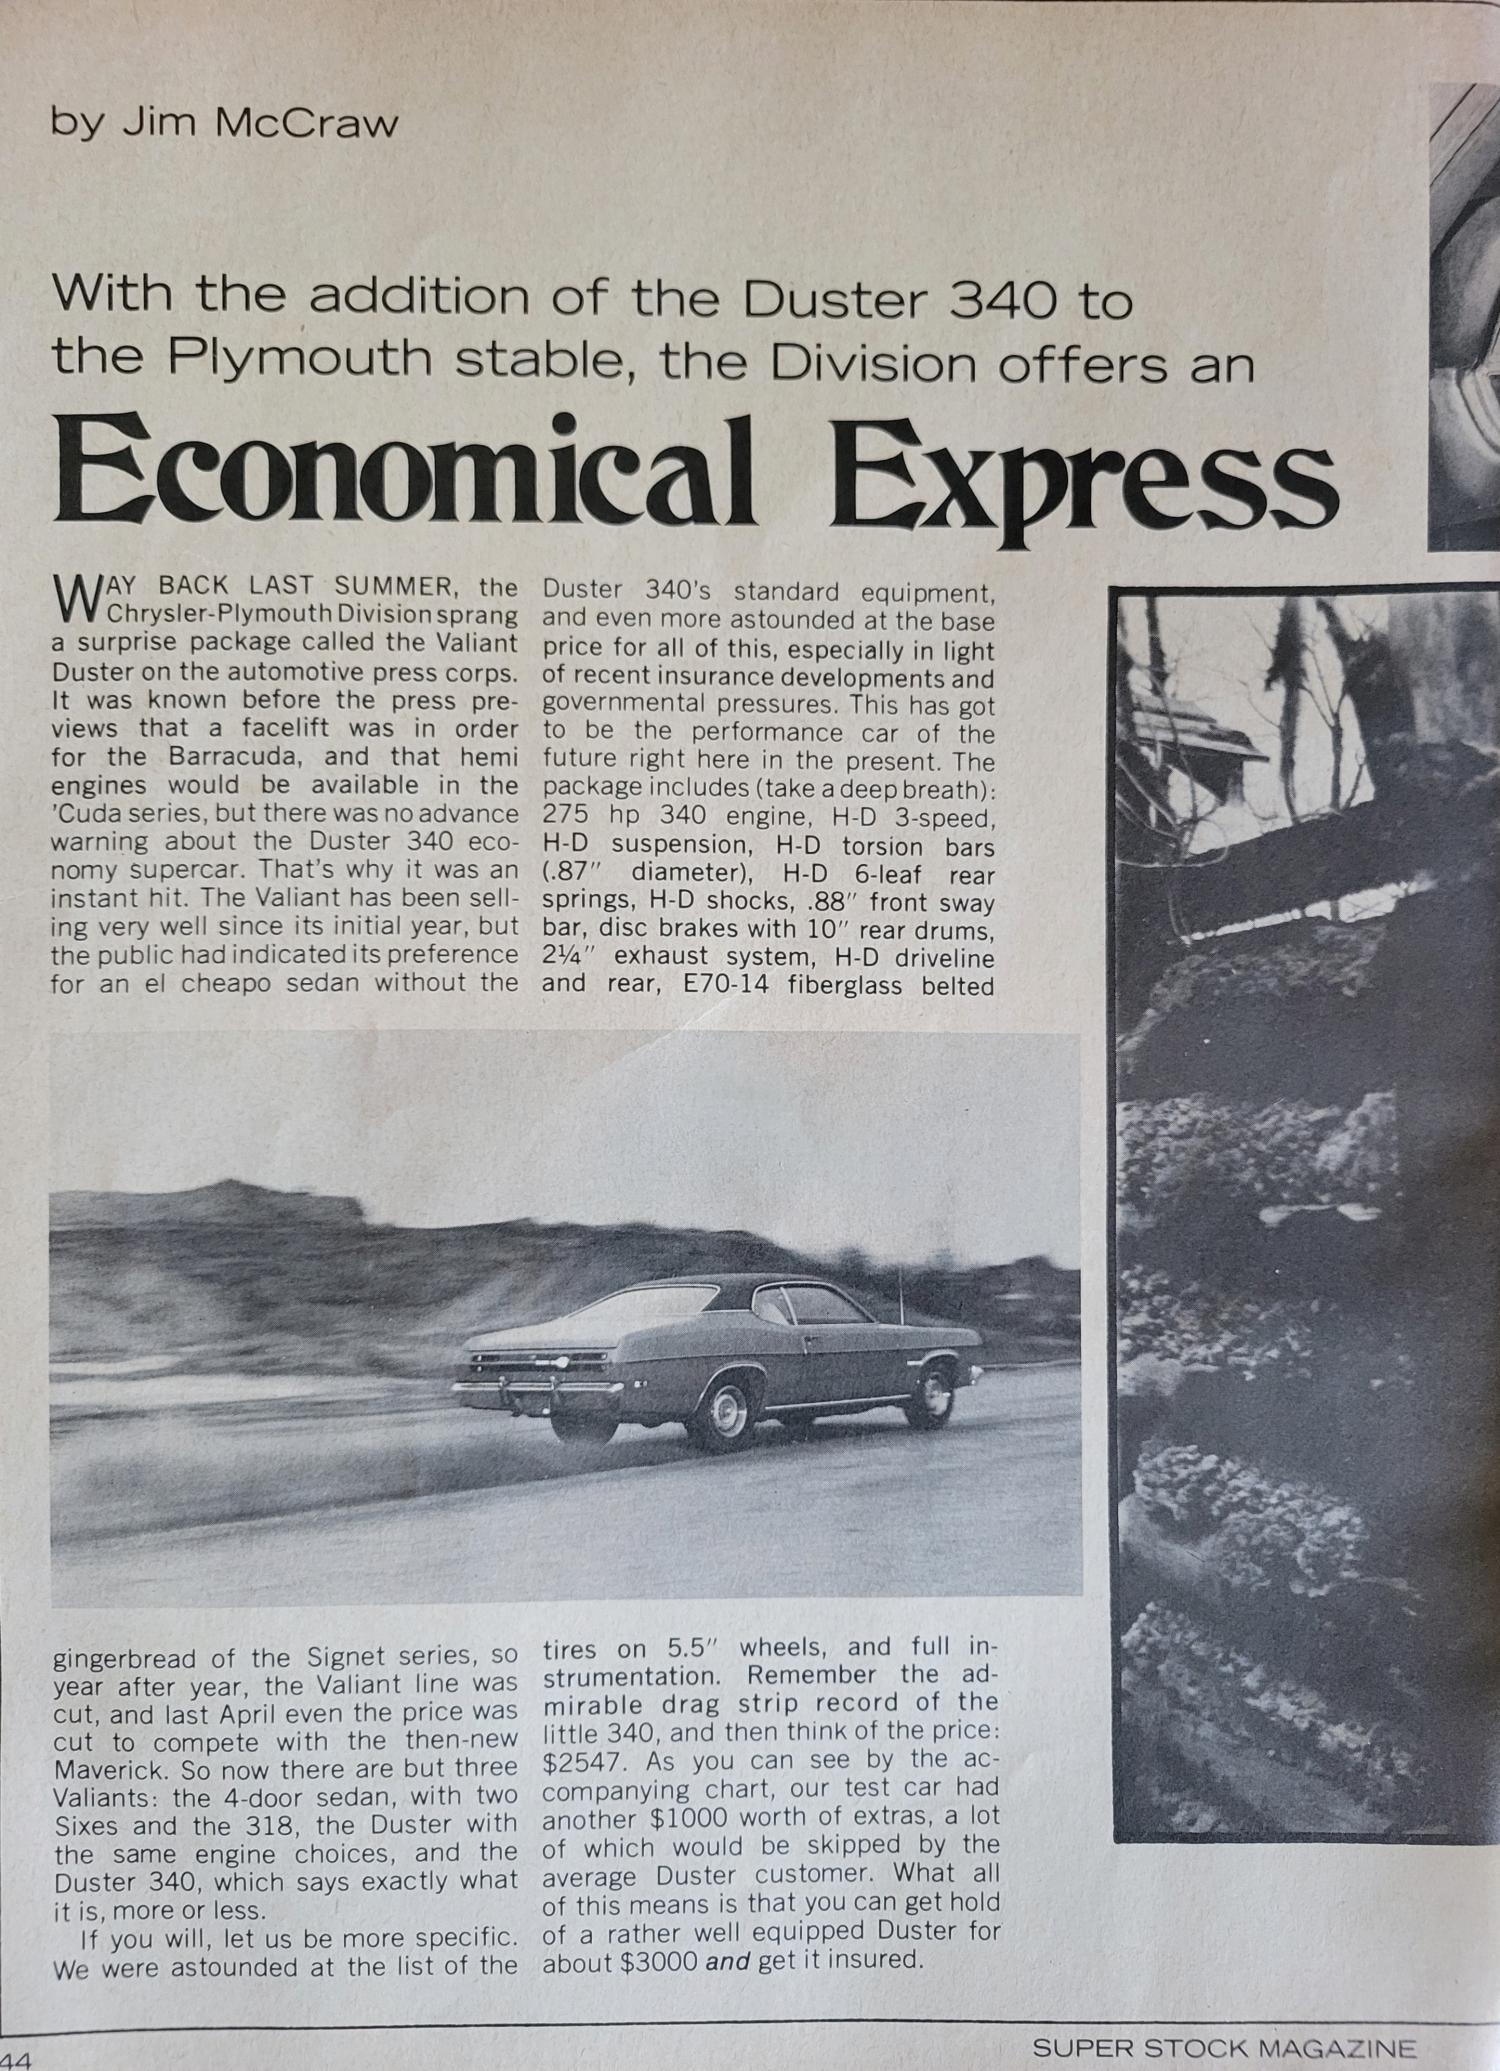 by Jim McCraw
With the addition of the Duster 340 to
the Plymouth stable, the Division offers an
Economical Express
WAY BACK LAST SUMMER, the
Chrysler-Plymouth Division sprang
a surprise package called the Valiant
Duster on the automotive press corps.
It was known before the press pre-
views that a facelift was in order
for the Barracuda, and that hemi
engines would be available in the
'Cuda series, but there was no advance
warning about the Duster 340 eco-
nomy supercar. That's why it was an
instant hit. The Valiant has been sell-
ing very well since its initial year, but
the public had indicated its preference
for an el cheapo sedan without the
gingerbread of the Signet series, so
year after year, the Valiant line was
cut, and last April even the price was
cut to compete with the then-new
Maverick. So now there are but three
Valiants: the 4-door sedan, with two
Sixes and the 318, the Duster with
the same engine choices, and the
Duster 340, which says exactly what
it is, more or less.
If you will, let us be more specific.
We were astounded at the list of the
Duster 340's standard equipment,
and even more astounded at the base
price for all of this, especially in light
of recent insurance developments and
governmental pressures. This has got
to be the performance car of the
future right here in the present. The
package includes (take a deep breath):
275 hp 340 engine, H-D 3-speed,
H-D suspension, H-D torsion bars
(.87″ diameter), H-D 6-leaf rear
springs, H-D shocks, .88″ front sway
bar, disc brakes with 10″ rear drums,
2¼″ exhaust system, H-D driveline
and rear, E70-14 fiberglass belted
tires on 5.5″ wheels, and full in-
strumentation. Remember the ad-
mirable drag strip record of the
little 340, and then think of the price:
$2547. As you can see by the ac-
companying chart, our test car had
another $1000 worth of extras, a lot
of which would be skipped by the
average Duster customer. What all
of this means is that you can get hold
of a rather well equipped Duster for
about $3000 and get it insured.
44
SUPER STOCK MAGAZINE